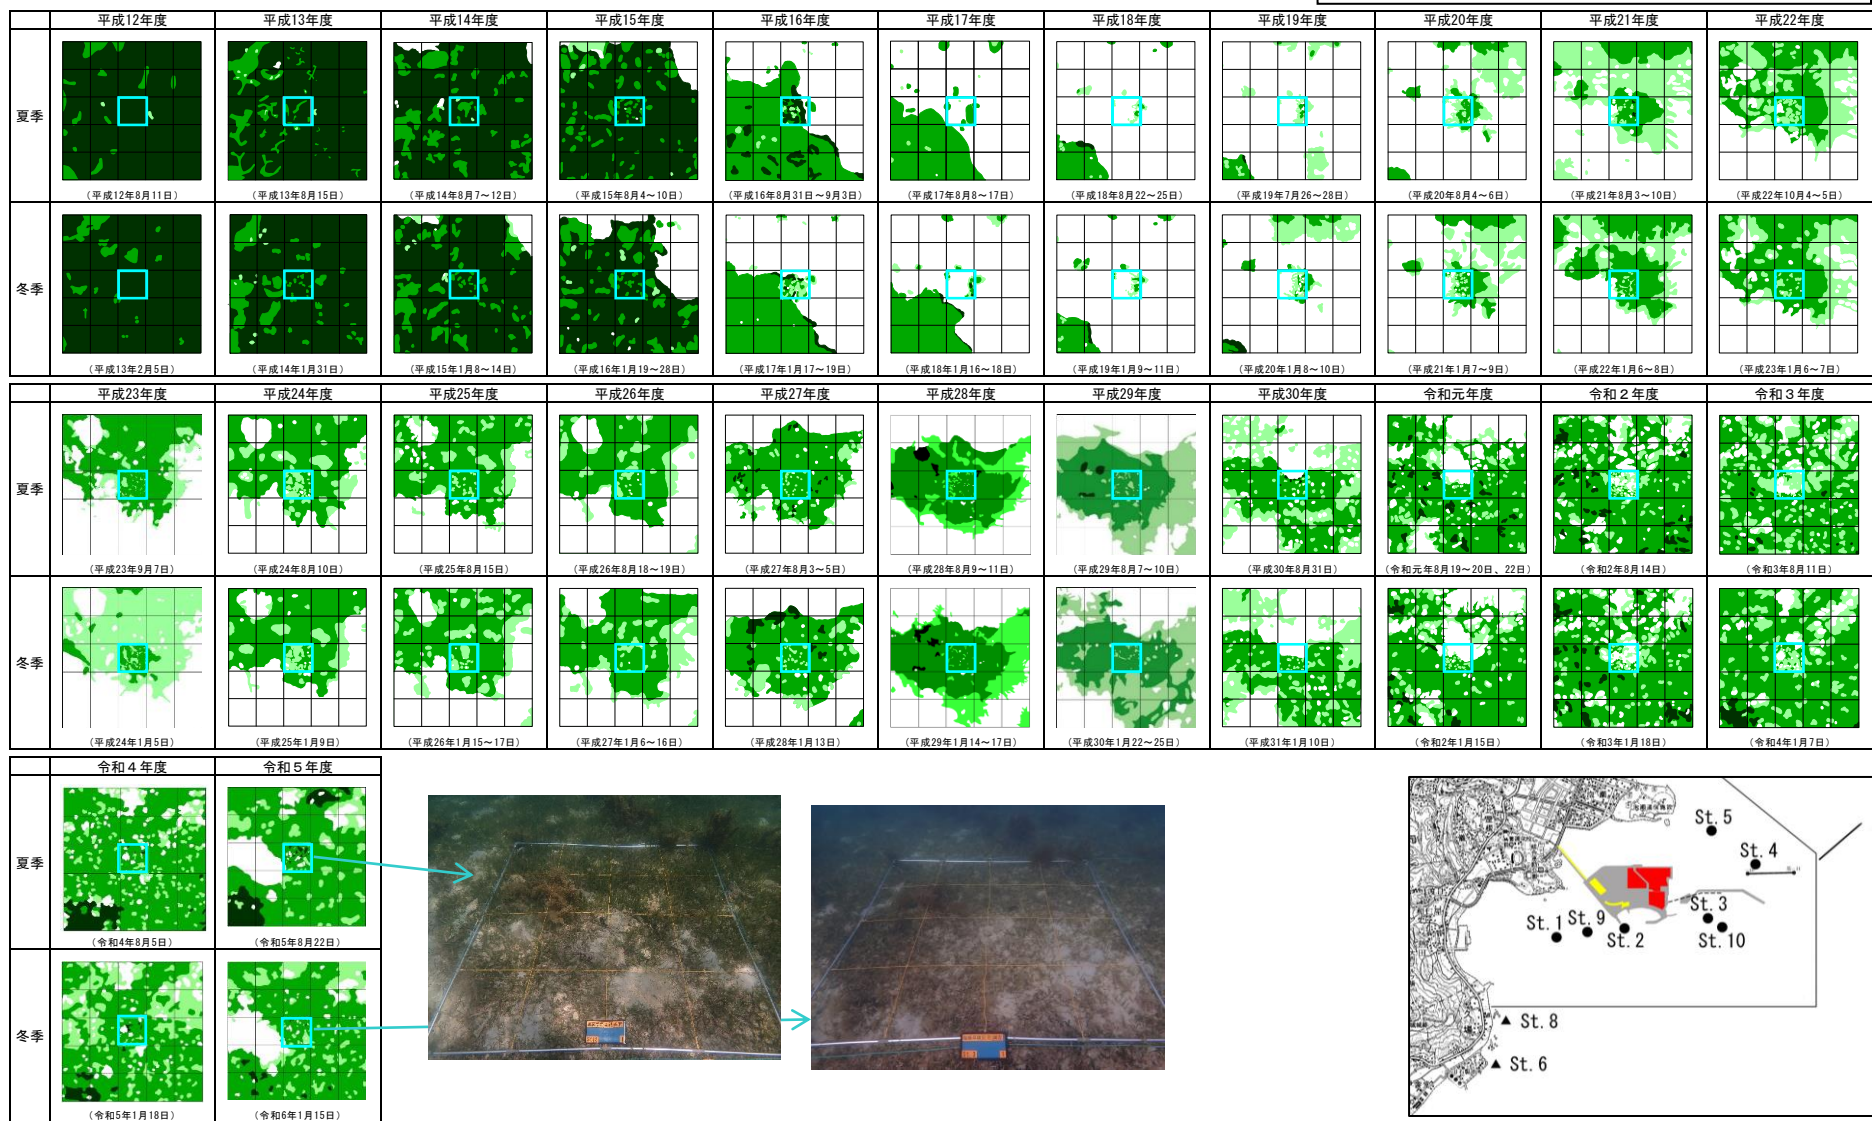 平成12年度 平成13年度 平成14年度 平成15年度 平成16年度 平成17年度 平成18年度 平成19年度 平成20年度 平成21年度 平成22年度
夏季
（平成12年8月11日） （平成13年8月15日） （平成14年8月7～12日） （平成15年8月4～10日） （平成16年8月31日～9月3日） （平成17年8月8～17日） （平成18年8月22～25日） （平成19年7月26～28日） （平成20年8月4～6日） （平成21年8月3～10日） （平成22年10月4～5日）
冬季
（平成13年2月5日） （平成14年1月31日） （平成15年1月8～14日） （平成16年1月19～28日） （平成17年1月17～19日） （平成18年1月16～18日） （平成19年1月9～11日） （平成20年1月8～10日） （平成21年1月7～9日） （平成22年1月6～8日） （平成23年1月6～7日）
平成23年度 平成24年度 平成25年度 平成26年度 平成27年度 平成28年度 平成29年度 平成30年度 令和元年度 令和２年度 令和３年度
夏季
（平成23年9月7日） （平成24年8月10日） （平成25年8月15日） （平成26年8月18～19日） （平成27年8月3～5日） （平成28年8月9～11日） （平成29年8月7～10日） （平成30年8月31日） （令和元年8月19～20日、22日） （令和2年8月14日） （令和3年8月11日）
冬季
（平成24年1月5日） （平成25年1月9日） （平成26年1月15～17日） （平成27年1月6～16日） （平成28年1月13日） （平成29年1月14～17日） （平成30年1月22～25日） （平成31年1月10日） （令和2年1月15日） （令和3年1月18日） （令和4年1月7日）
令和４年度 令和５年度
夏季
（令和4年8月5日） （令和5年8月22日）
冬季
（令和5年1月18日） （令和6年1月15日）
St. 5
St. 4
St. 3
St. 1 St. 9
St. 2 St. 10
St. 8
St. 6